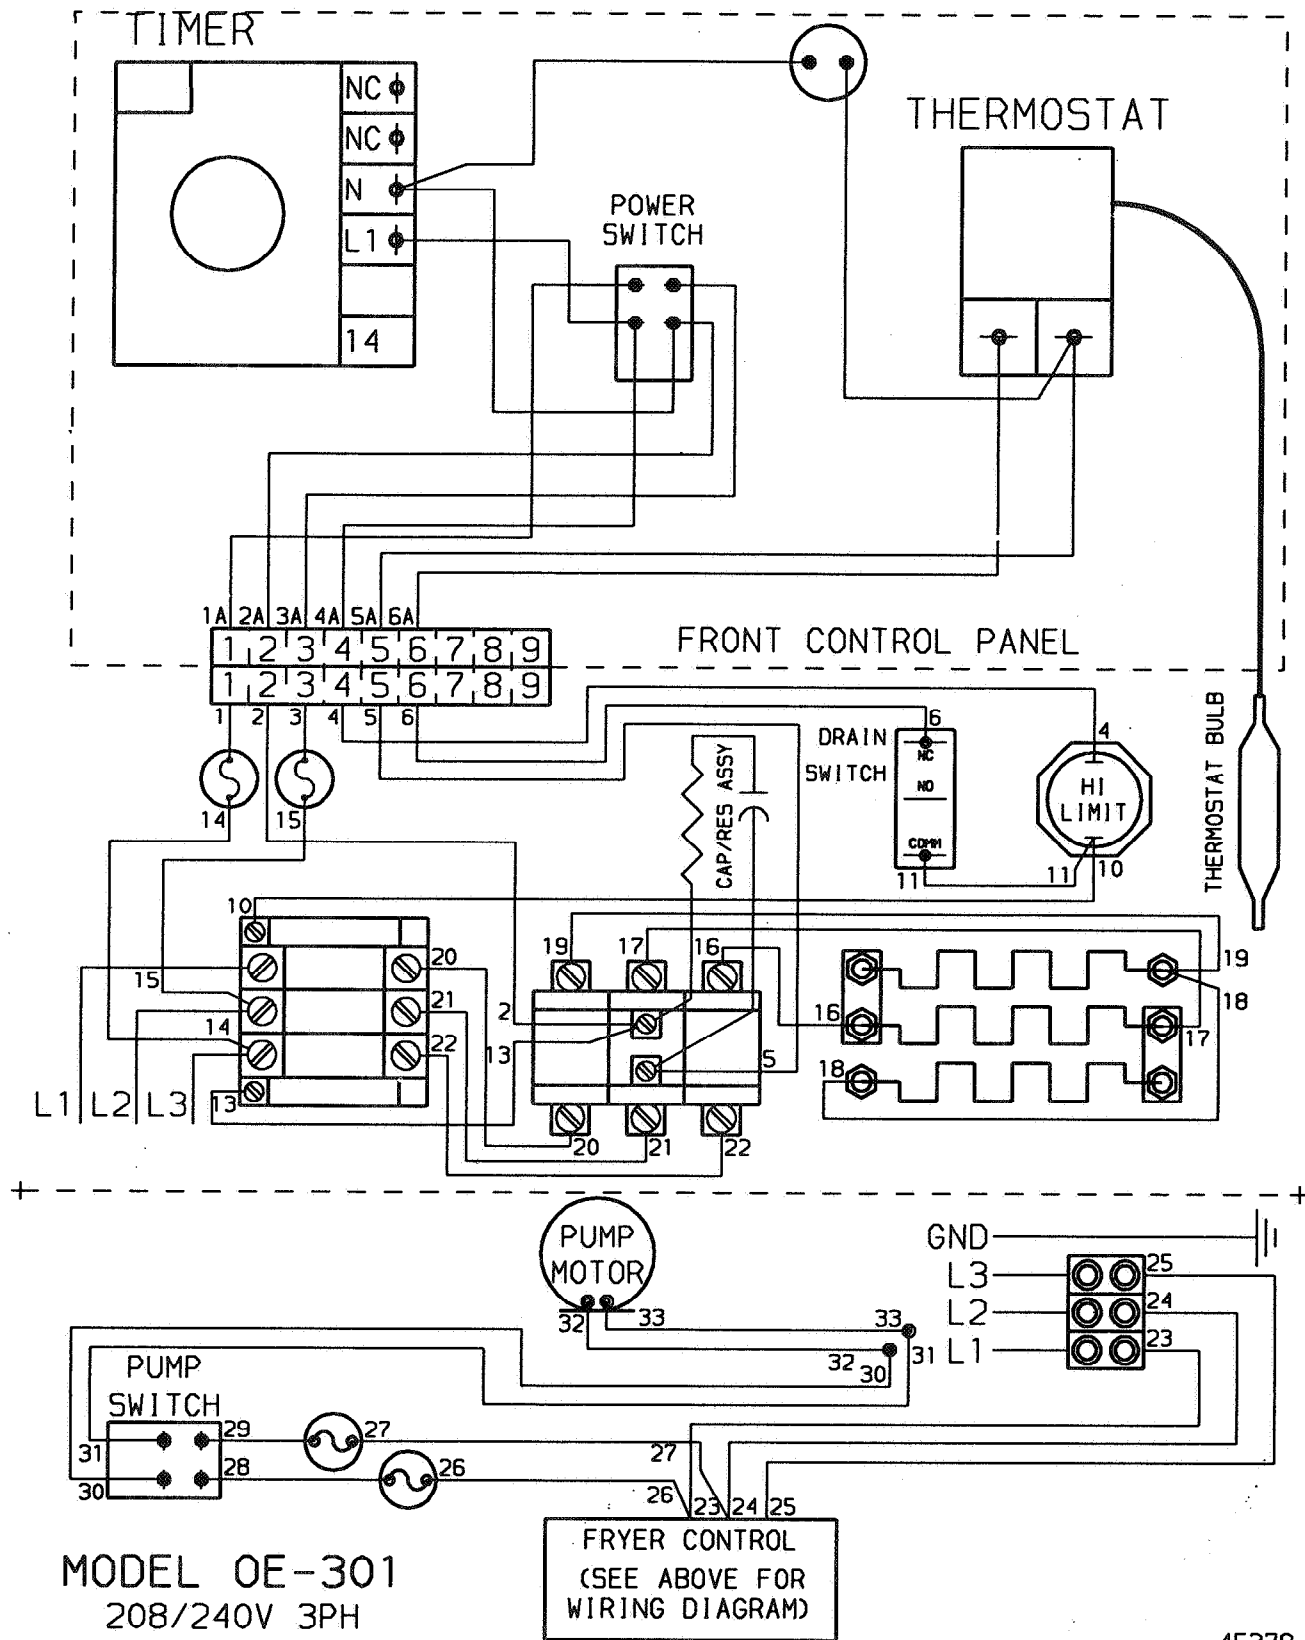 TIMER
NC
NC
N
L1
14
POWER
SWITCH
THERMOSTAT
1A 2A 3A 4A 5A 6A
1 2 3 4 5 6 7 8 9
1 2 3 4 5 6 7 8 9
FRONT CONTROL PANEL
1 2 3 4 5 6
14 15
CAP/RES ASSY
DRAIN
SWITCH
6
NC
NO
COMM
11
4
HI
LIMIT
11 10
THERMOSTAT BULB
10
15
14
13
20
21
22
L1 L2 L3
19 17 16
2
13
5
20 21 22
19
18
16
17
18
PUMP
MOTOR
32 33
33
32 30 31
GND
L3
L2
L1
25
24
23
PUMP
SWITCH
31
30
29
28
27
26
27
26
23 24 25
FRYER CONTROL
(SEE ABOVE FOR
WIRING DIAGRAM)
MODEL OE-301
208/240V 3PH